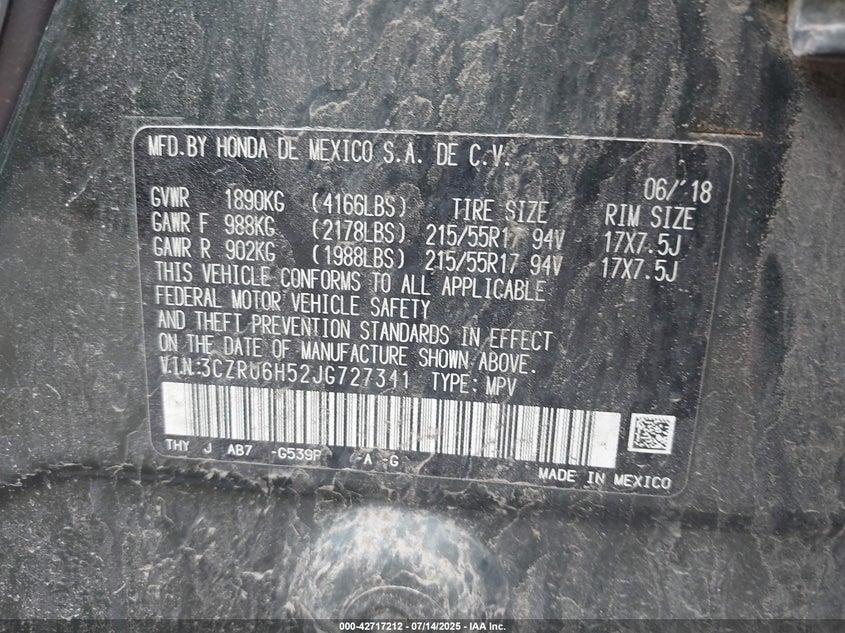 MFD.BY HONDA DE MEXICO S.A. DE C.V.
06/'18
GVWR 1890KG (4166LBS) TIRE SIZE RIM SIZE
GAWR F 988KG (2178LBS) 215/55R17 94V 17X7.5J
GAWR R 902KG (1988LBS) 215/55R17 94V 17X7.5J
THIS VEHICLE CONFORMS TO ALL APPLICABLE
FEDERAL MOTOR VEHICLE SAFETY
AND THEFT PREVENTION STANDARDS IN EFFECT
ON THE DATE OF MANUFACTURE SHOWN ABOVE.
V.I.N:3CZRU6H52JG727341 TYPE: MPV
THY J AB7 -G539P -A -G
MADE IN MEXICO
000-42717212 - 07/14/2025 - IAA Inc.